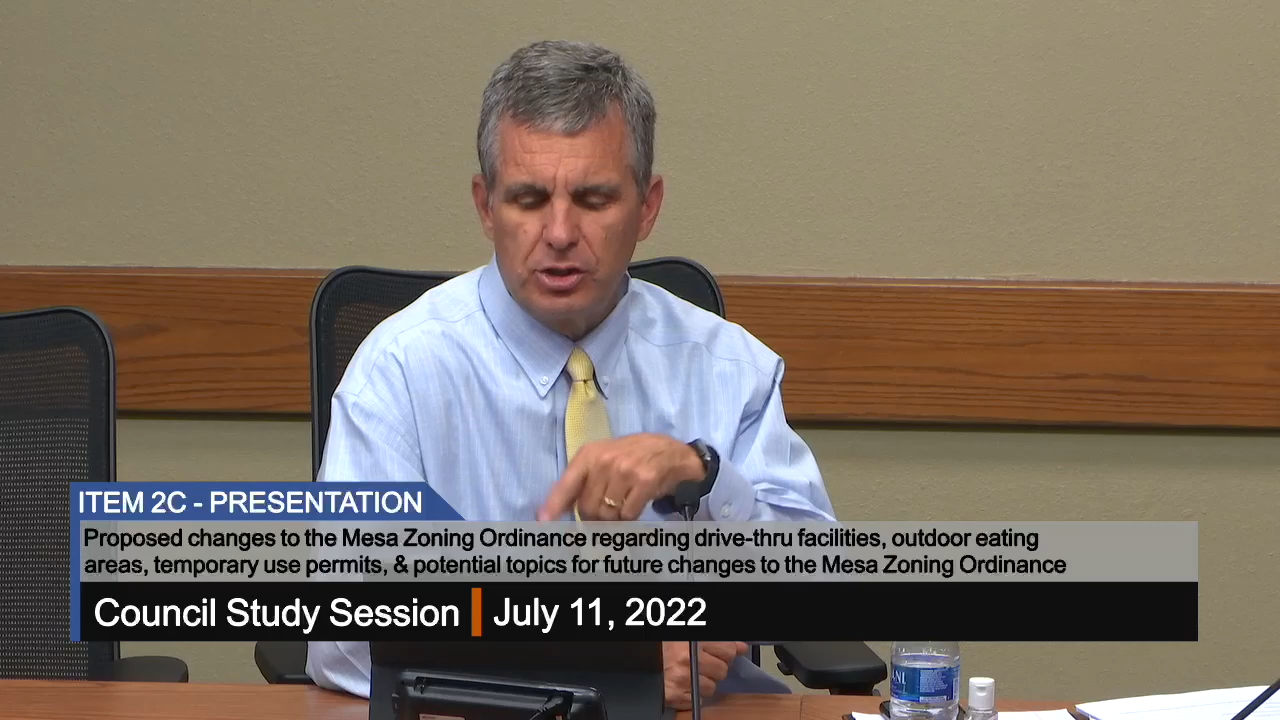 ITEM 2C - PRESENTATION
Proposed changes to the Mesa Zoning Ordinance regarding drive-thru facilities, outdoor eating
areas, temporary use permits, & potential topics for future changes to the Mesa Zoning Ordinance
Council Study Session | July 11, 2022